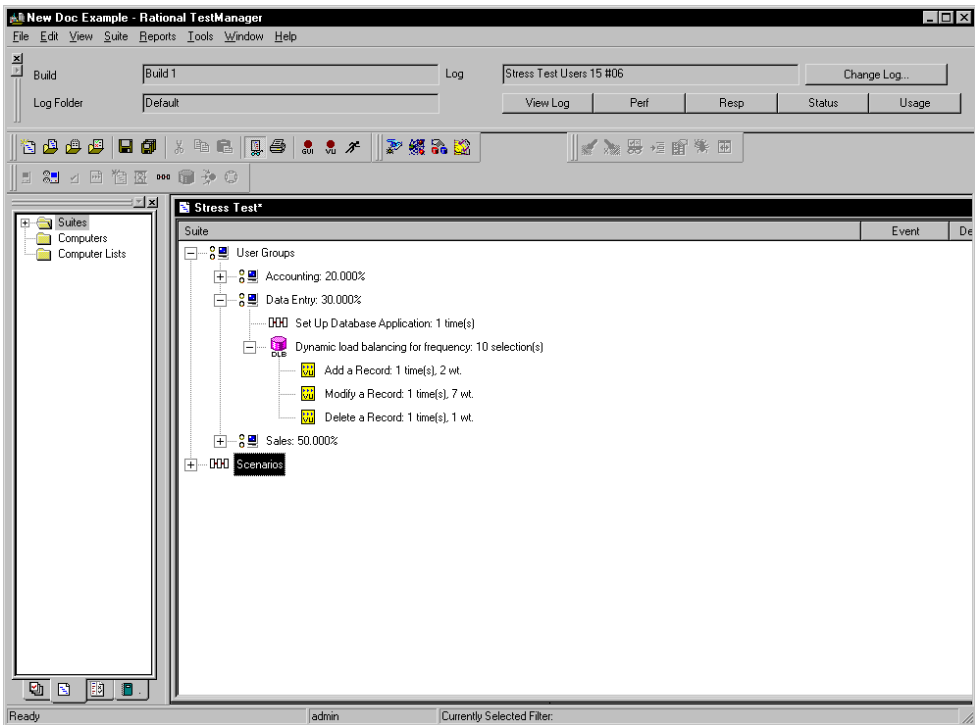 New Doc Example - Rational TestManager
File Edit View Suite Reports Tools Window Help
Build Build 1 Log Stress Test Users 15 #06 Change Log...
Log Folder Default View Log Perf Resp Status Usage
GUI VU
Stress Test*
Suites
Computers
Computer Lists
Suite Event De
User Groups
Accounting: 20.000%
Data Entry: 30.000%
Set Up Database Application: 1 time(s)
DLB Dynamic load balancing for frequency: 10 selection(s)
VU Add a Record: 1 time(s), 2 wt.
VU Modify a Record: 1 time(s), 7 wt.
VU Delete a Record: 1 time(s), 1 wt.
Sales: 50.000%
Scenarios
Ready admin Currently Selected Filter: